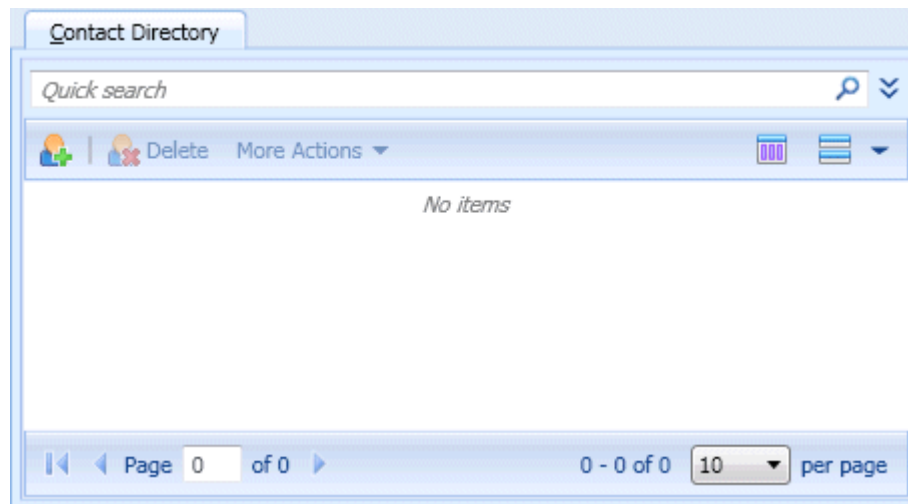 Contact Directory
Quick search
Delete More Actions
No items
Page 0 of 0 0 - 0 of 0 10 per page